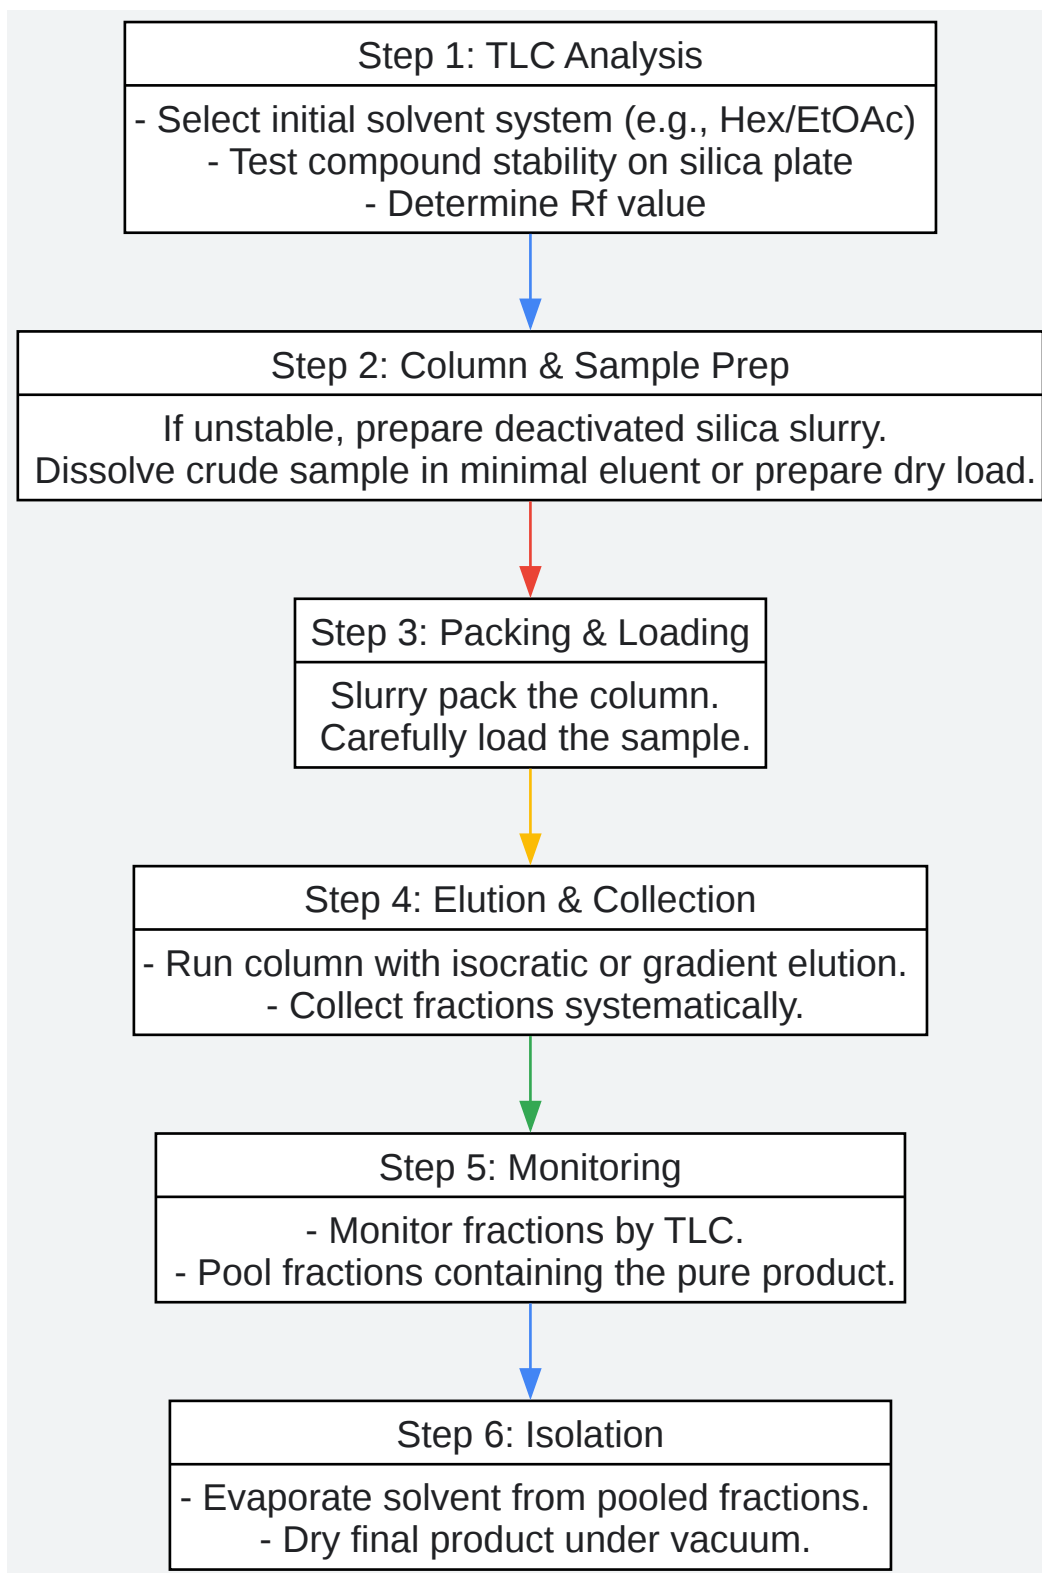 Step 1: TLC Analysis
- Select initial solvent system (e.g., Hex/EtOAc)
- Test compound stability on silica plate
- Determine Rf value
Step 2: Column & Sample Prep
If unstable, prepare deactivated silica slurry.
Dissolve crude sample in minimal eluent or prepare dry load.
Step 3: Packing & Loading
Slurry pack the column.
Carefully load the sample.
Step 4: Elution & Collection
- Run column with isocratic or gradient elution.
- Collect fractions systematically.
Step 5: Monitoring
- Monitor fractions by TLC.
- Pool fractions containing the pure product.
Step 6: Isolation
- Evaporate solvent from pooled fractions.
- Dry final product under vacuum.